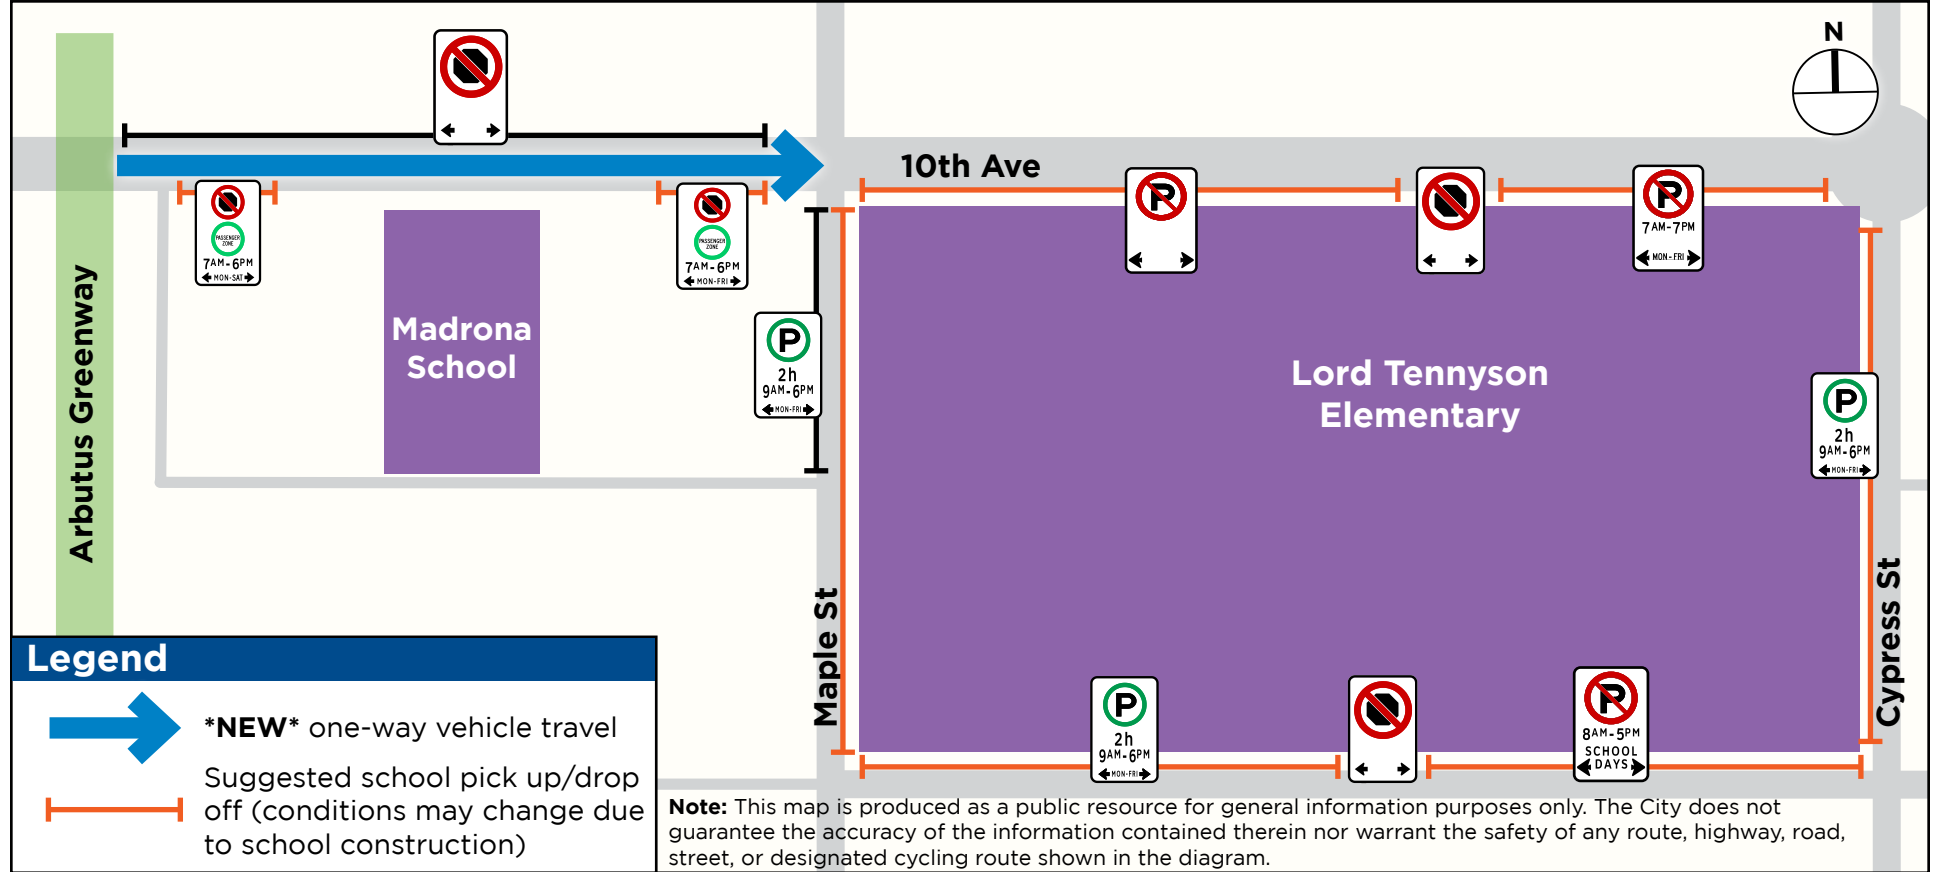 N
10th Ave
P
P
7AM-7PM
MON-FRI
PASSENGER
ZONE
7AM-6PM
MON-SAT
PASSENGER
ZONE
7AM-6PM
MON-FRI
Arbutus Greenway
Madrona
School
P
2h
9AM-6PM
MON-FRI
Lord Tennyson
Elementary
P
2h
9AM-6PM
MON-FRI
Maple St
Cypress St
P
2h
9AM-6PM
MON-FRI
P
8AM-5PM
SCHOOL
DAYS
Legend
*NEW* one-way vehicle travel
Suggested school pick up/drop
off (conditions may change due
to school construction)
Note: This map is produced as a public resource for general information purposes only. The City does not
guarantee the accuracy of the information contained therein nor warrant the safety of any route, highway, road,
street, or designated cycling route shown in the diagram.